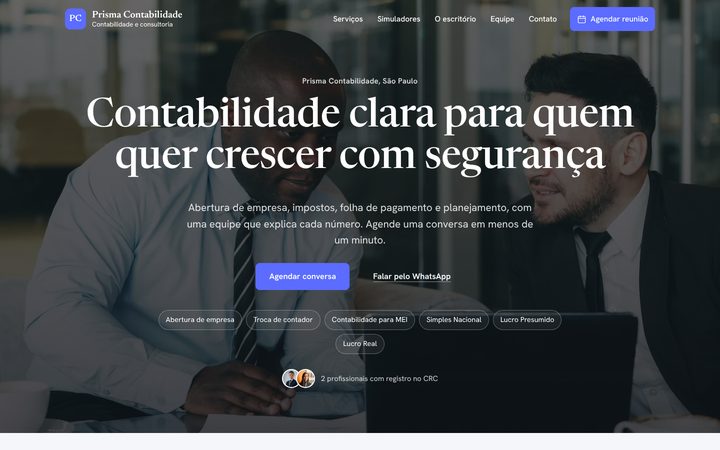 PC
Prisma Contabilidade
Contabilidade e consultoria
Serviços
Simuladores
O escritório
Equipe
Contato
Agendar reunião
Prisma Contabilidade, São Paulo
Contabilidade clara para quem
quer crescer com segurança
Abertura de empresa, impostos, folha de pagamento e planejamento, com
uma equipe que explica cada número. Agende uma conversa em menos de
um minuto.
Agendar conversa
Falar pelo WhatsApp
Abertura de empresa
Troca de contador
Contabilidade para MEI
Simples Nacional
Lucro Presumido
Lucro Real
2 profissionais com registro no CRC